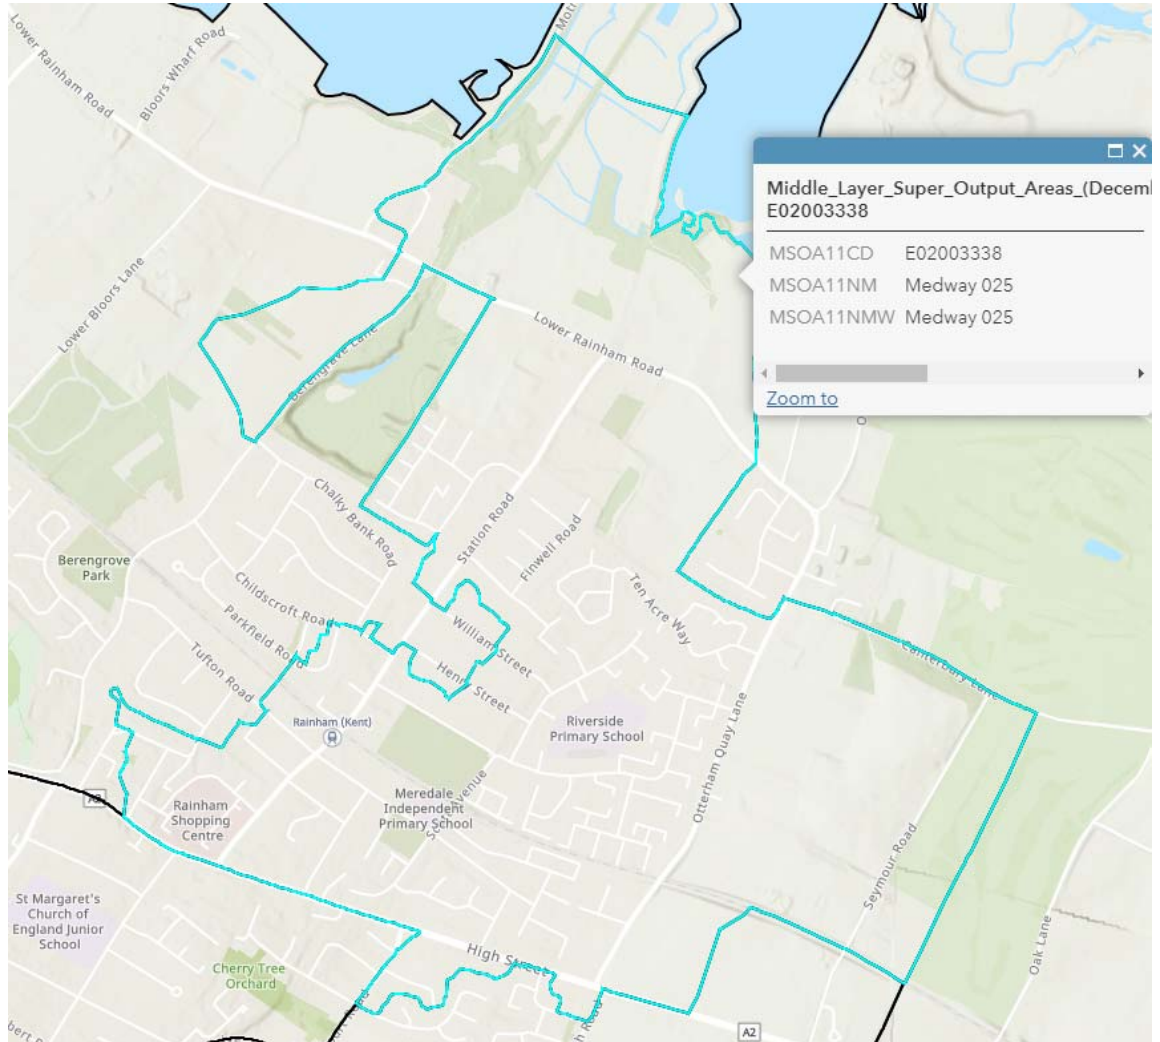 Lower Rainham Road
Bloors Wharf Road
Lower Bloors Lane
Middle_Layer_Super_Output_Areas_(Decem
E02003338
MSOA11CD E02003338
MSOA11NM Medway 025
MSOA11NMW Medway 025
Zoom to
Berengrave Lane
Lower Rainham Road
Chalky Bank Road
Station Road
Finwell Road
Berengrove
Park
Childscroft Road
Parkfield Road
Tufton Road
Ten Acre Way
William Street
Henry Street
Canterbury Lane
Rainham (Kent)
Riverside
Primary School
Otterham Quay Lane
A2
Rainham
Shopping
Centre
Meredale
Independent
Primary School
Avenue
Seymour Road
St Margaret's
Church of
England Junior
School
Cherry Tree
Orchard
High Street
Oak Lane
A2